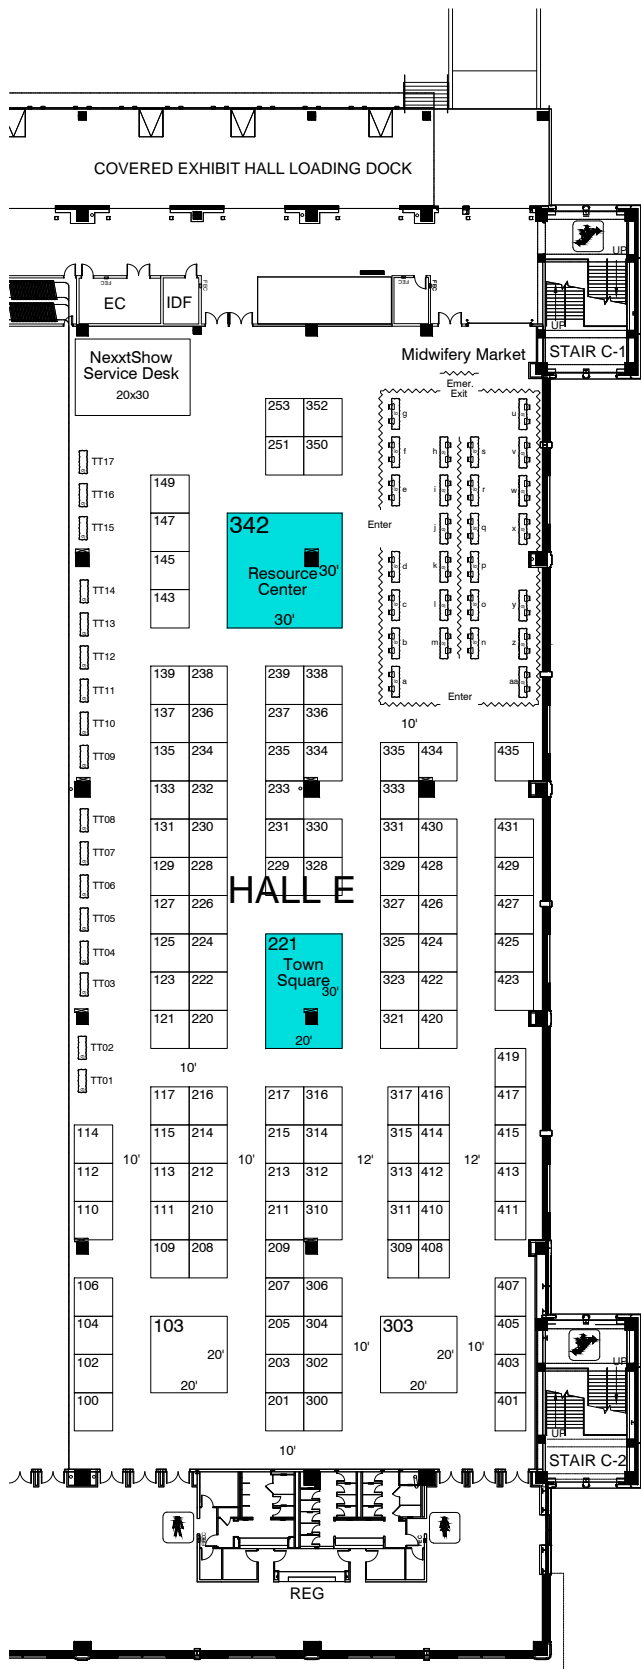 COVERED EXHIBIT HALL LOADING DOCK
UP
EC
IDF
FEC
FEC
FEC
UP
STAIR C-1
NexxtShow
Service Desk
20x30
Midwifery Market
Emer.
Exit
253 352
251 350
g u
f h s v
e i r w
Enter
j q x
d k p
c l o y
b m n z
a aa
Enter
TT17
TT16
TT15
149
147
145
143
342
Resource
Center
30'
30'
TT14
TT13
TT12
TT11
TT10
TT09
TT08
TT07
TT06
TT05
TT04
TT03
TT02
TT01
10'
139 238 239 338
137 236 237 336
135 234 235 334 335 434 435
133 232 233 333
131 230 231 330 331 430 431
129 228 229 328 329 428 429
HALL E
127 226 327 426 427
125 224 325 424 425
123 222 323 422 423
121 220 321 420
221
Town
Square
30'
20'
10'
419
117 216 217 316 317 416 417
114 115 214 215 314 315 414 415
10' 10' 12' 12'
112 113 212 213 312 313 412 413
110 111 210 211 310 311 410 411
109 208 209 309 408
106 207 306 407
104 103 205 304 303 405
20' 10' 20' 10'
102 203 302 403
20' 20'
100 201 300 401
10'
UP
UP
STAIR C-2
REG